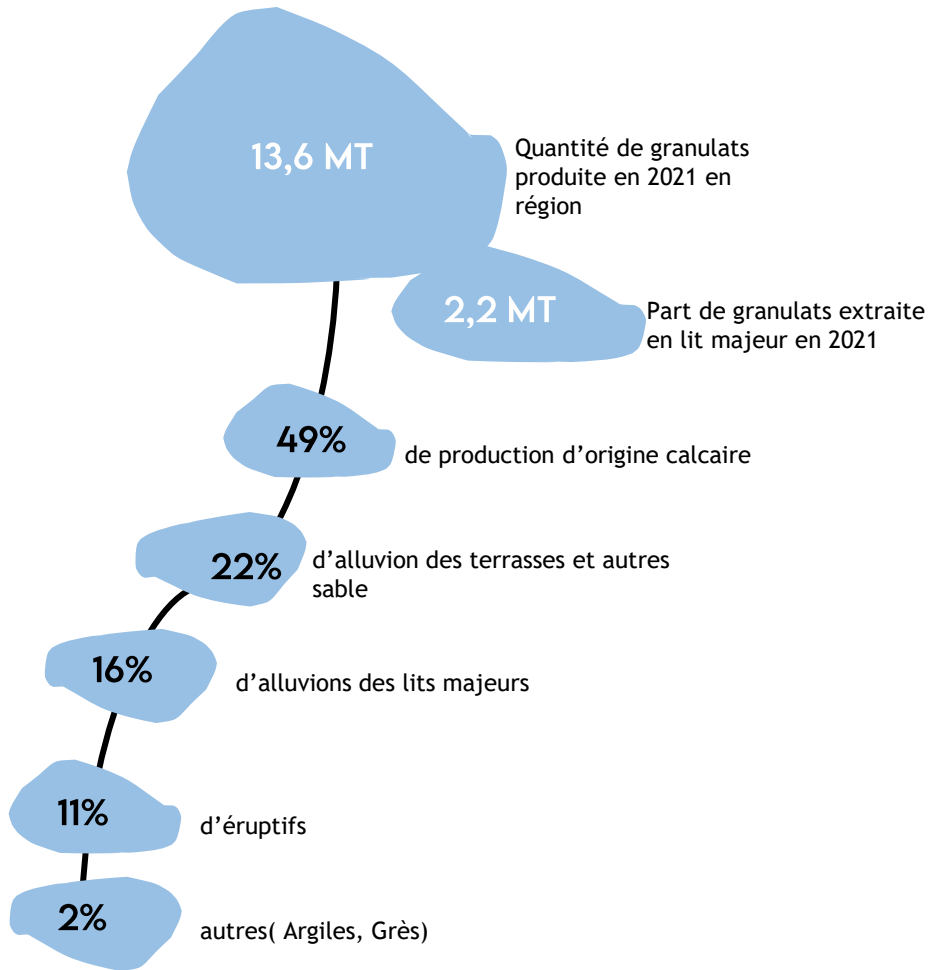 13,6 MT
Quantité de granulats
produite en 2021 en
région
2,2 MT
Part de granulats extraite
en lit majeur en 2021
49%
de production d’origine calcaire
22%
d’alluvion des terrasses et autres
sable
16%
d’alluvions des lits majeurs
11%
d’éruptifs
2%
autres( Argiles, Grès)